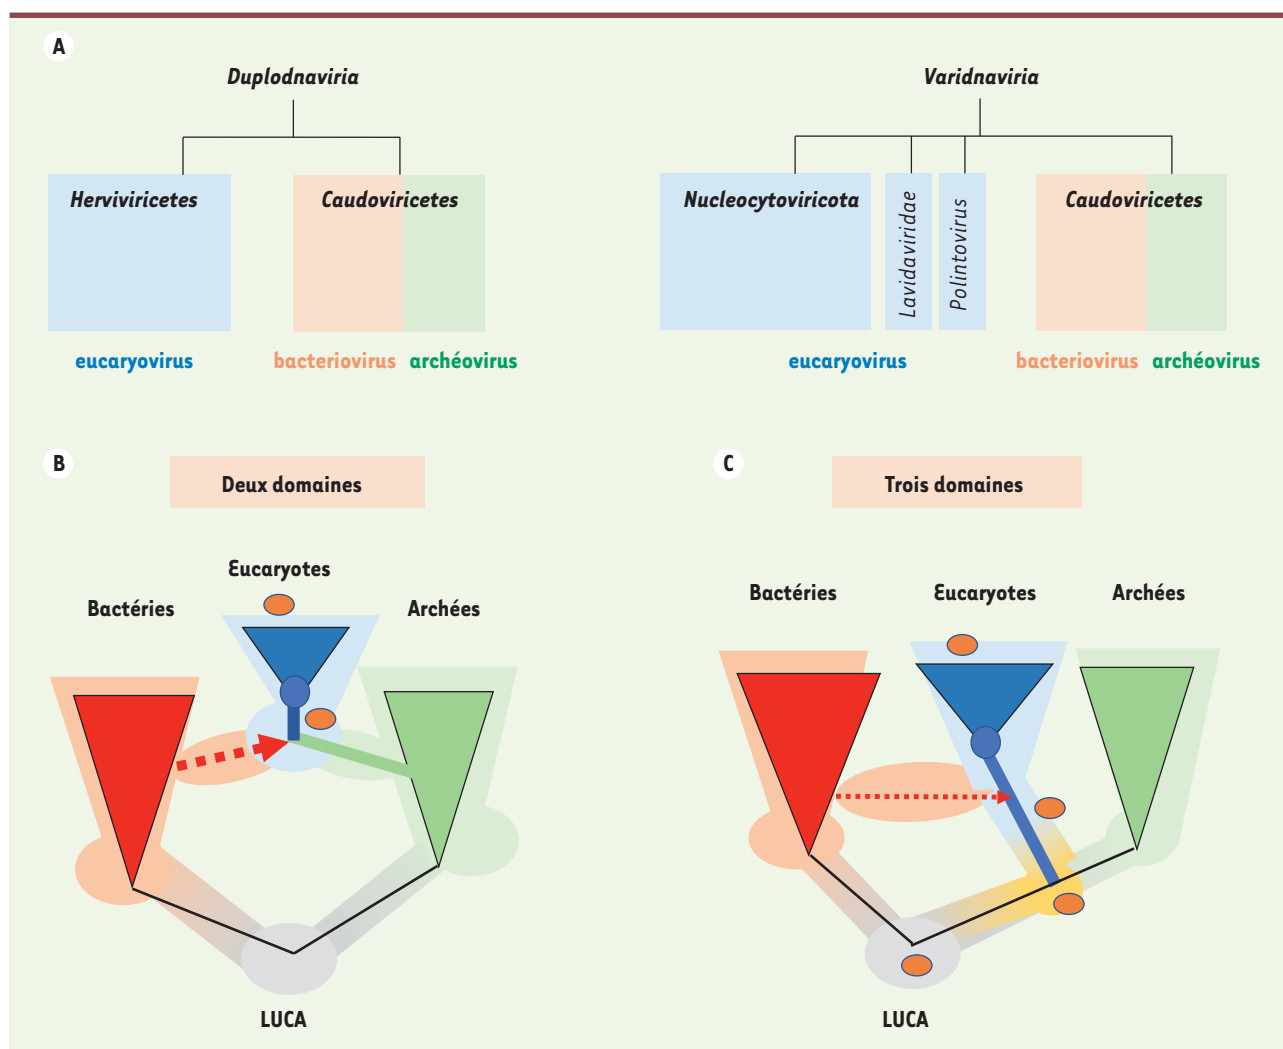 A
Duplodnaviria
Varidnaviria
Herviviricetes
Caudoviricetes
Nucleocytoviricota
Lavidaviridae
Polintovirus
Caudoviricetes
eucaryovirus
bacteriovirus archéovirus
eucaryovirus
bacteriovirus archéovirus
B
Deux domaines
Eucaryotes
Bactéries
Archées
LUCA
C
Trois domaines
Bactéries
Eucaryotes
Archées
LUCA